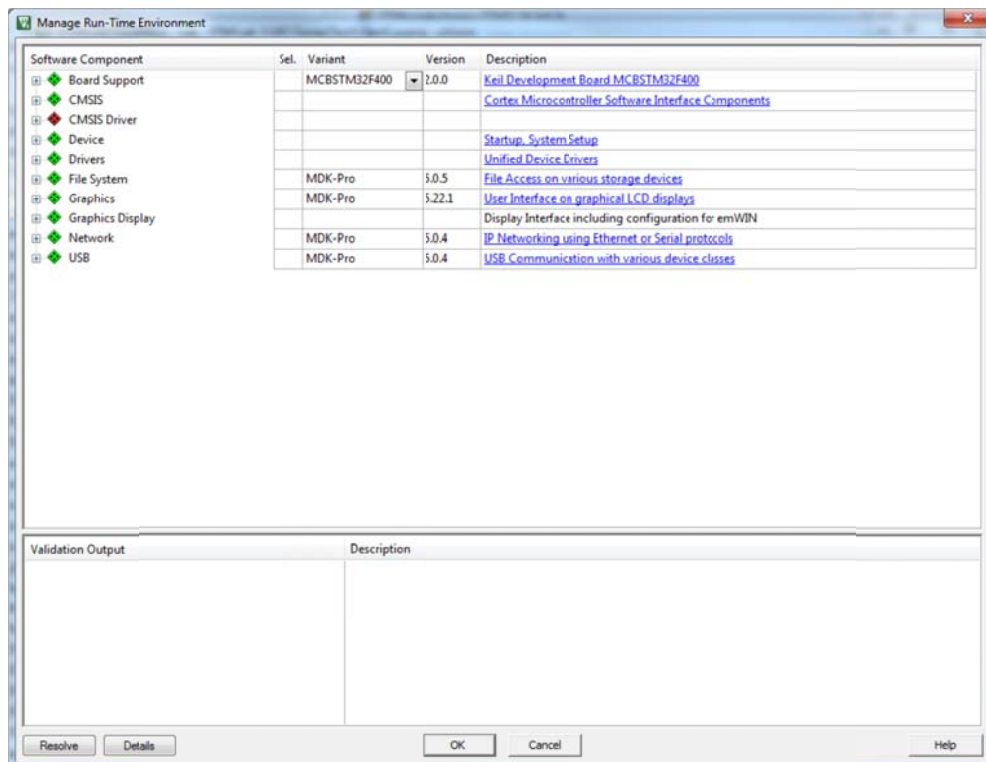 Manage Run-Time Environment
Software Component Sel. Variant Version Description
Board Support MCBSTM32F400 2.0.0 Keil Development Board MCBSTM32F400
CMSIS Cortex Microcontroller Software Interface Components
CMSIS Driver
Device Startup, System Setup
Drivers Unified Device Drivers
File System MDK-Pro 5.0.5 File Access on various storage devices
Graphics MDK-Pro 5.22.1 User Interface on graphical LCD displays
Graphics Display Display Interface including configuration for emWIN
Network MDK-Pro 5.0.4 IP Networking using Ethernet or Serial protocols
USB MDK-Pro 5.0.4 USB Communication with various device classes
Validation Output Description
Resolve Details OK Cancel Help